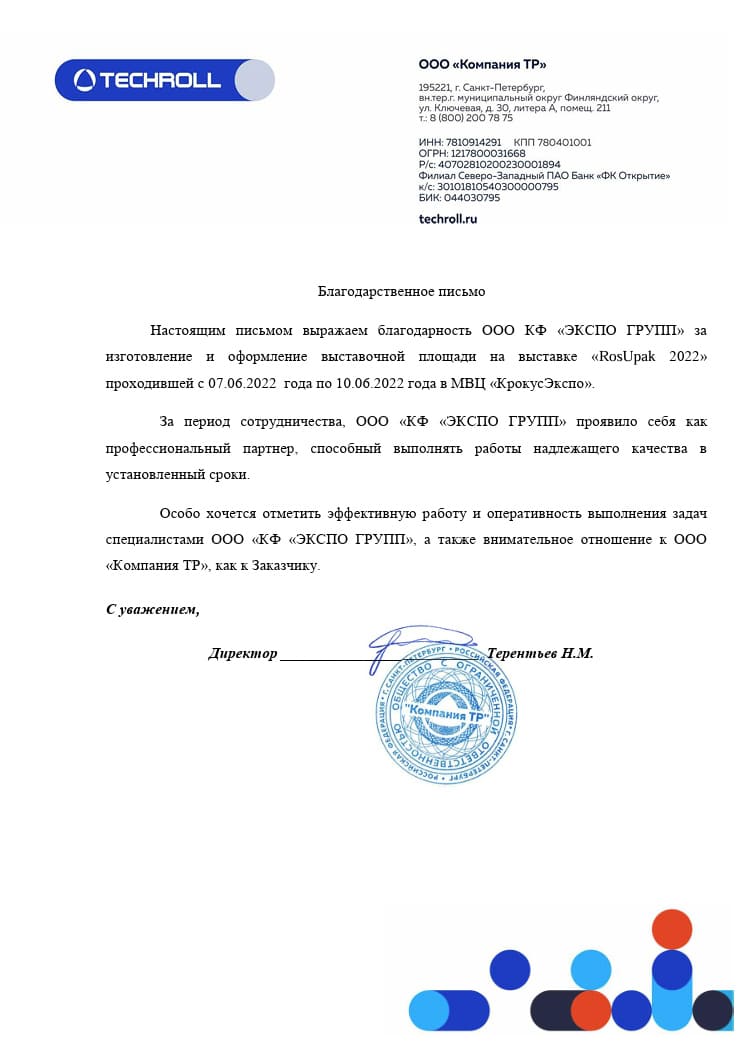 TECHROLL
ООО «Компания ТР»
195221, г. Санкт-Петербург,
вн.тер.г. муниципальный округ Финляндский округ,
ул. Ключевая, д. 30, литера А, помещ. 211
т.: 8 (800) 200 78 75
ИНН: 7810914291 КПП 780401001
ОГРН: 1217800031668
Р/с: 40702810200230001894
Филиал Северо-Западный ПАО Банк «ФК Открытие»
к/с: 30101810540300000795
БИК: 044030795
techroll.ru
Благодарственное письмо
Настоящим письмом выражаем благодарность ООО КФ «ЭКСПО ГРУПП» за
изготовление и оформление выставочной площади на выставке «RosUpak 2022»
проходившей с 07.06.2022 года по 10.06.2022 года в МВЦ «КрокусЭкспо».
За период сотрудничества, ООО «КФ «ЭКСПО ГРУПП» проявило себя как
профессиональный партнер, способный выполнять работы надлежащего качества в
установленный сроки.
Особо хочется отметить эффективную работу и оперативность выполнения задач
специалистами ООО «КФ «ЭКСПО ГРУПП», а также внимательное отношение к ООО
«Компания ТР», как к Заказчику.
С уважением,
Директор Терентьев Н.М.
РОССИЙСКАЯ ФЕДЕРАЦИЯ • Г. САНКТ-ПЕТЕРБУРГ • РОССИЙСКАЯ ФЕДЕРАЦИЯ • Г. САНКТ-ПЕТЕРБУРГ •
ОБЩЕСТВО С ОГРАНИЧЕННОЙ ОТВЕТСТВЕННОСТЬЮ
"Компания ТР"